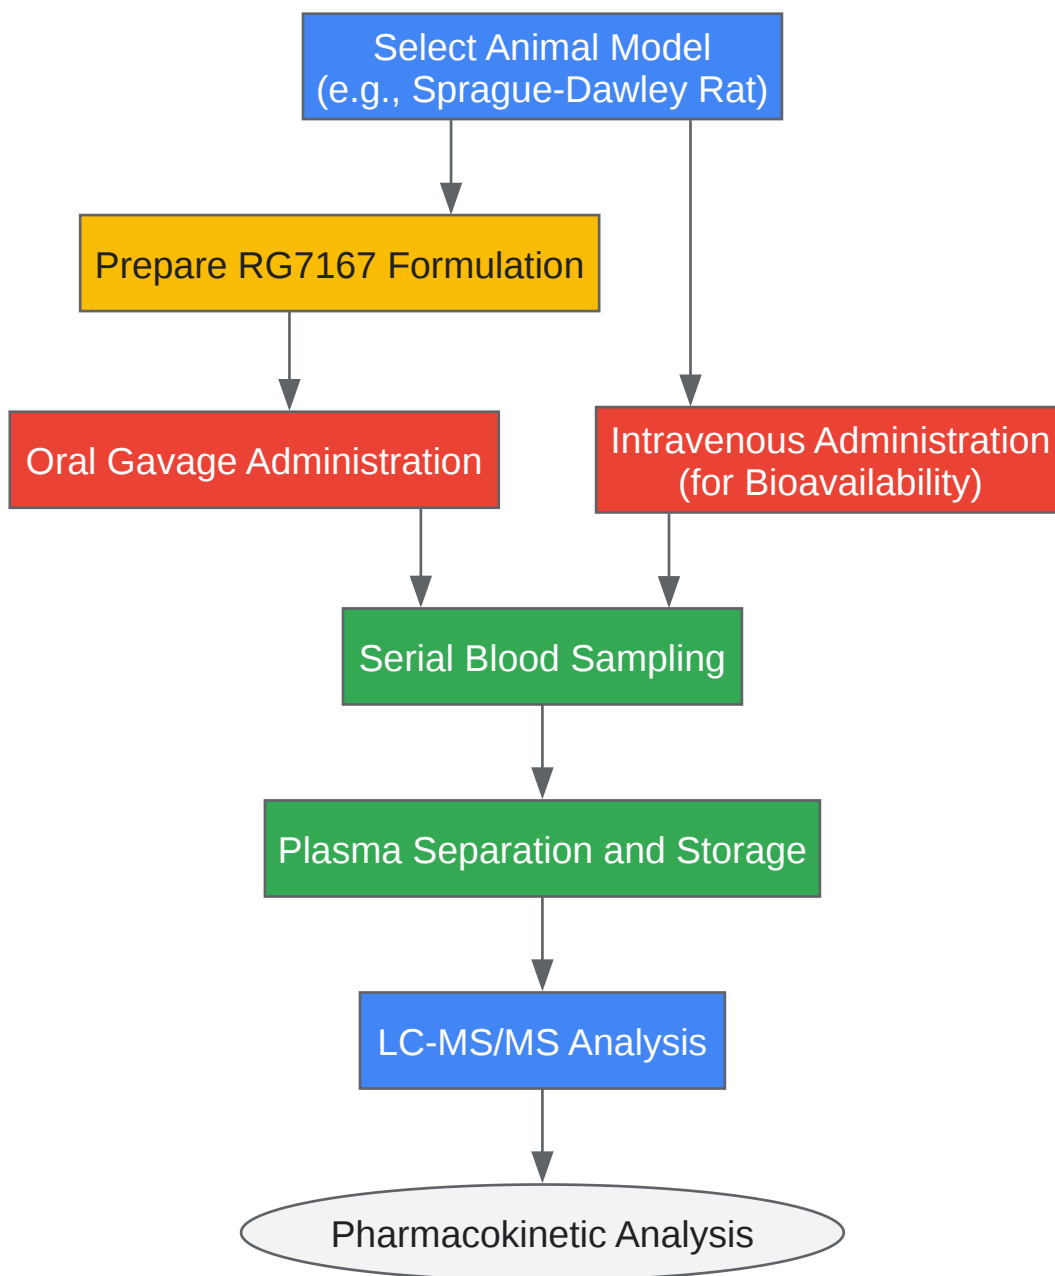 Select Animal Model
(e.g., Sprague-Dawley Rat)
Prepare RG7167 Formulation
Oral Gavage Administration
Intravenous Administration
(for Bioavailability)
Serial Blood Sampling
Plasma Separation and Storage
LC-MS/MS Analysis
Pharmacokinetic Analysis